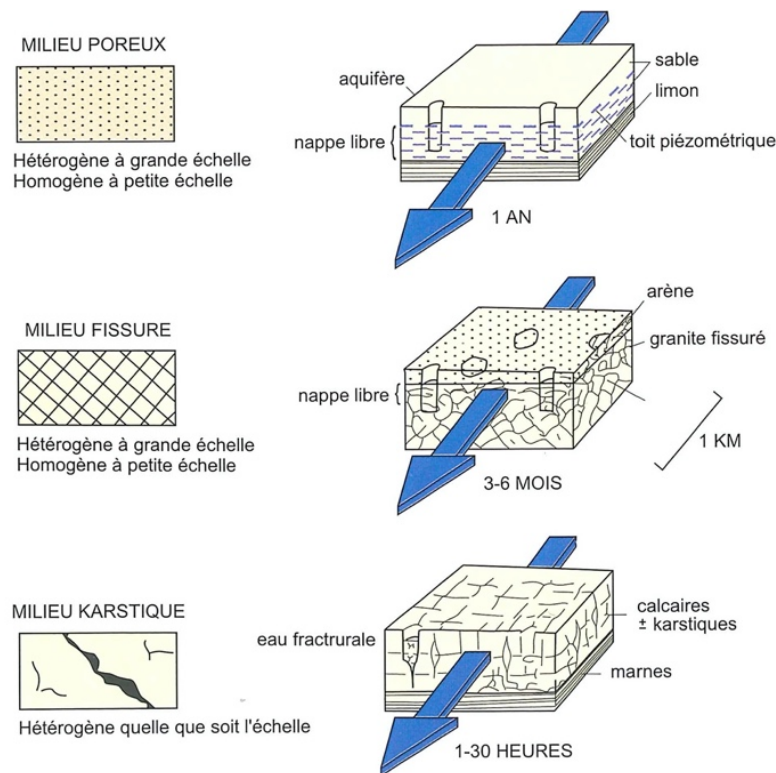 MILIEU POREUX
Hétérogène à grande échelle
Homogène à petite échelle
aquifère
nappe libre
sable
limon
toit piézométrique
1 AN
MILIEU FISSURE
Hétérogène à grande échelle
Homogène à petite échelle
nappe libre
arène
granite fissuré
1 KM
3-6 MOIS
MILIEU KARSTIQUE
Hétérogène quelle que soit l'échelle
eau fractrurale
calcaires
± karstiques
marnes
1-30 HEURES